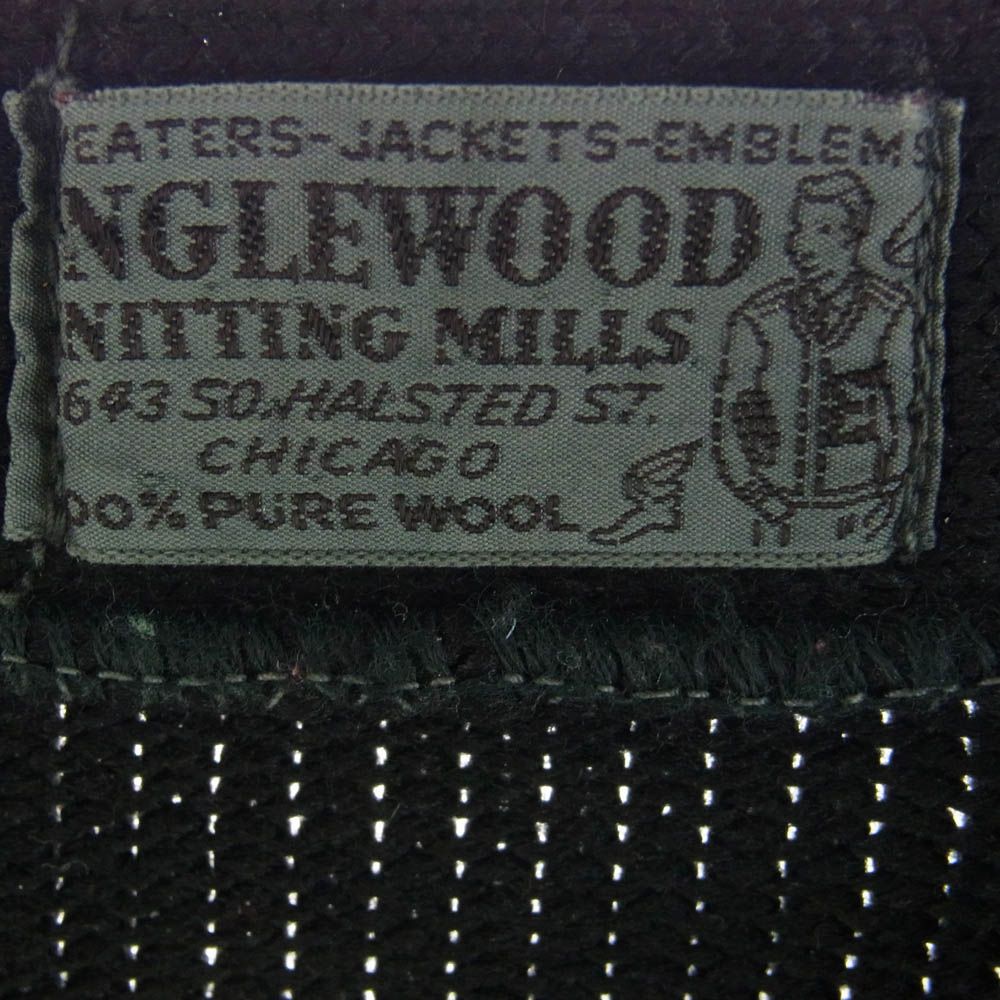 EATERS-JACKETS-EMBLEMS
NGLEWOOD
NITTING MILLS
643 SO. HALSTED ST.
CHICAGO
00% PURE WOOL